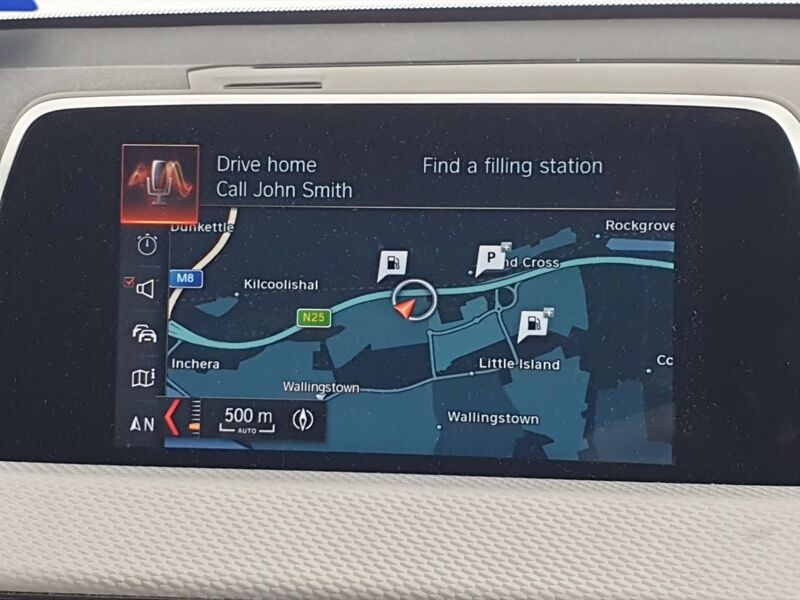 Drive home
Find a filling station
Call John Smith
Dunkettle
Rockgrove
P
nd Cross
M8
Kilcoolishal
N25
Inchera
Little Island
Co
Wallingstown
500 m
AUTO
N
Wallingstown